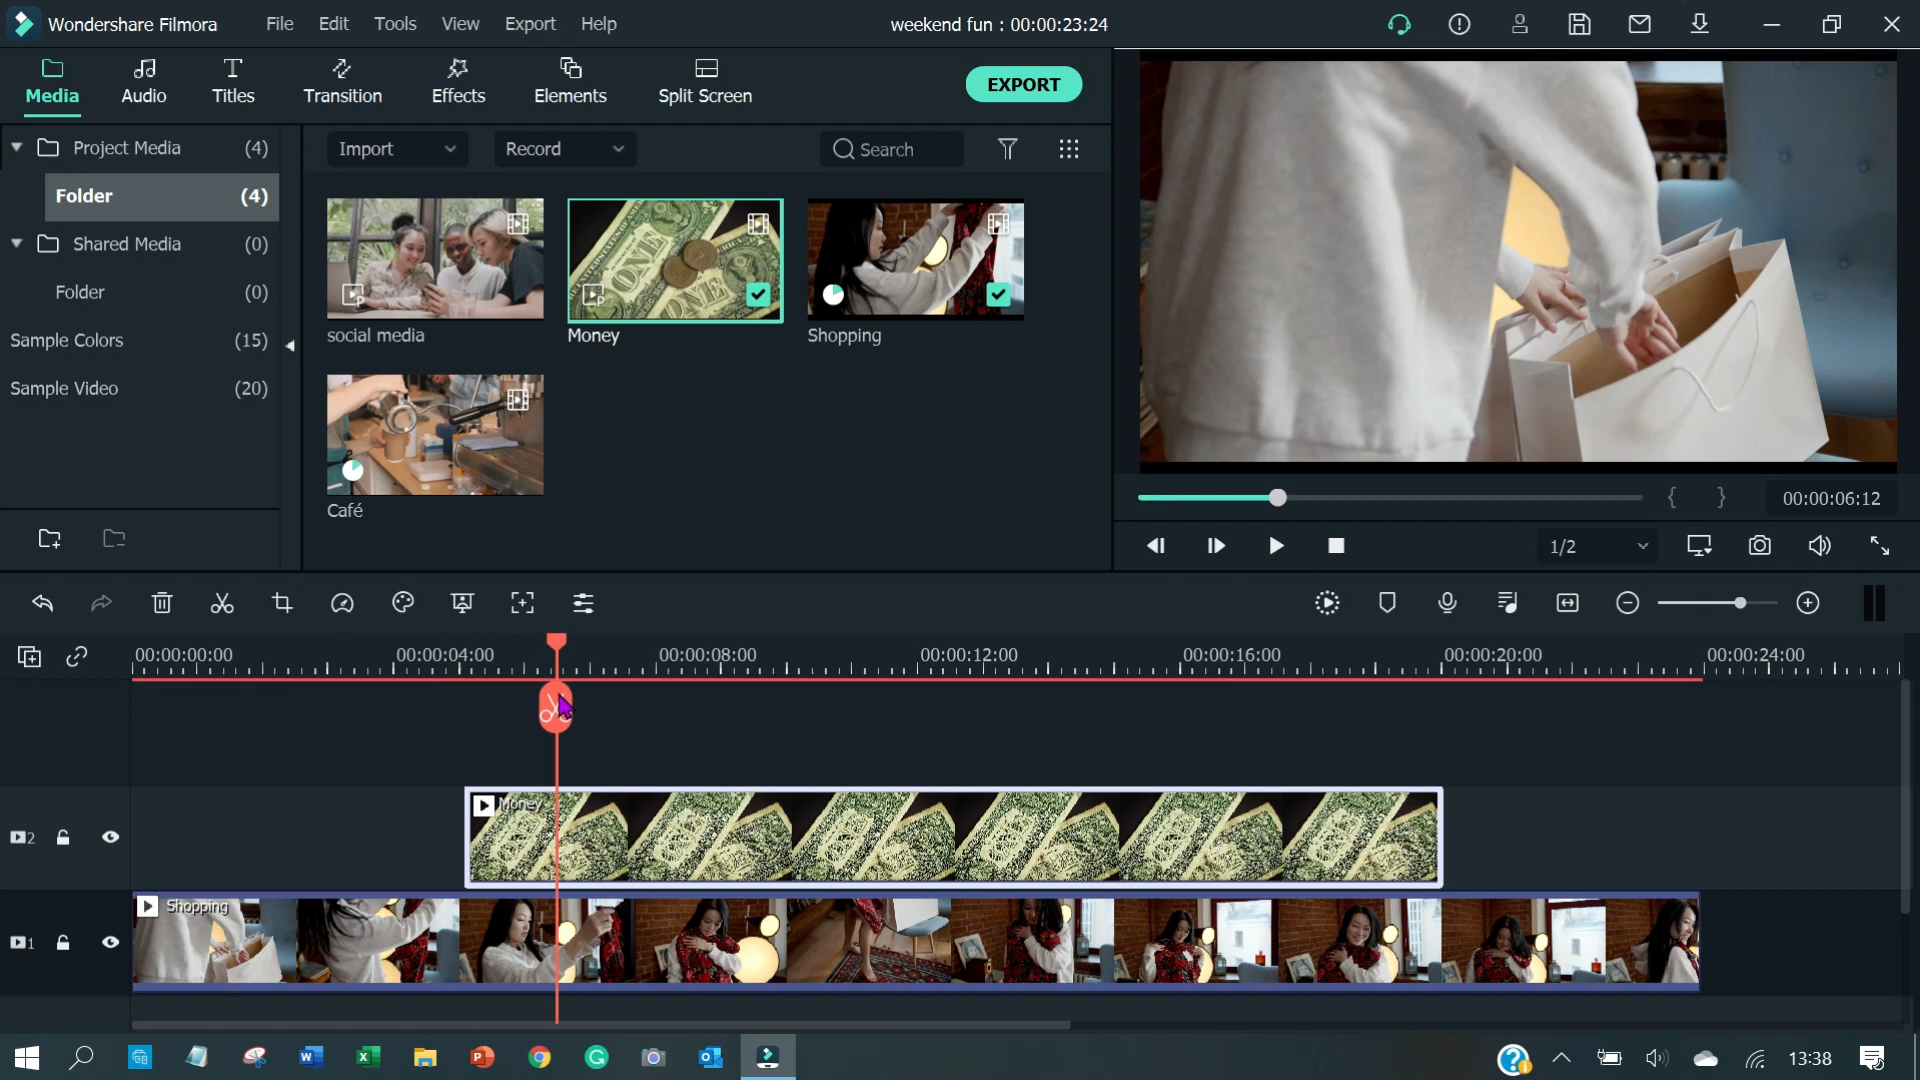 Wondershare Filmora File Edit Tools View Export Help weekend fun : 00:00:23:24
Media Audio Titles Transition Effects Elements Split Screen EXPORT
Project Media (4) Import Record Search
Folder (4)
Shared Media (0)
Folder (0)
Sample Colors (15)
Sample Video (20)
social media Money Shopping
Café
{ } 00:00:06:12
1/2
00:00:00:00 00:00:04:00 00:00:08:00 00:00:12:00 00:00:16:00 00:00:20:00 00:00:24:00
2 Money
1 Shopping
13:38